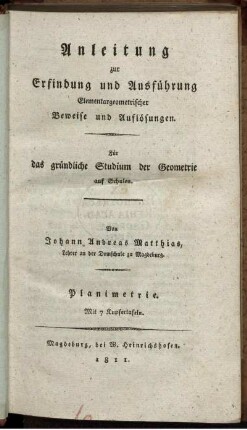 Anleitung
zur
Erfindung und Ausführung
Elementargeometrischer
Beweise und Auflösungen.
Für
das gründliche Studium der Geometrie
auf Schulen.
Von
Johann Andreas Matthias,
Lehrer an der Domschule zu Magdeburg.
Planimetrie.
Mit 7 Kupfertafeln.
Magdeburg, bei W. Heinrichshofen.
1811.